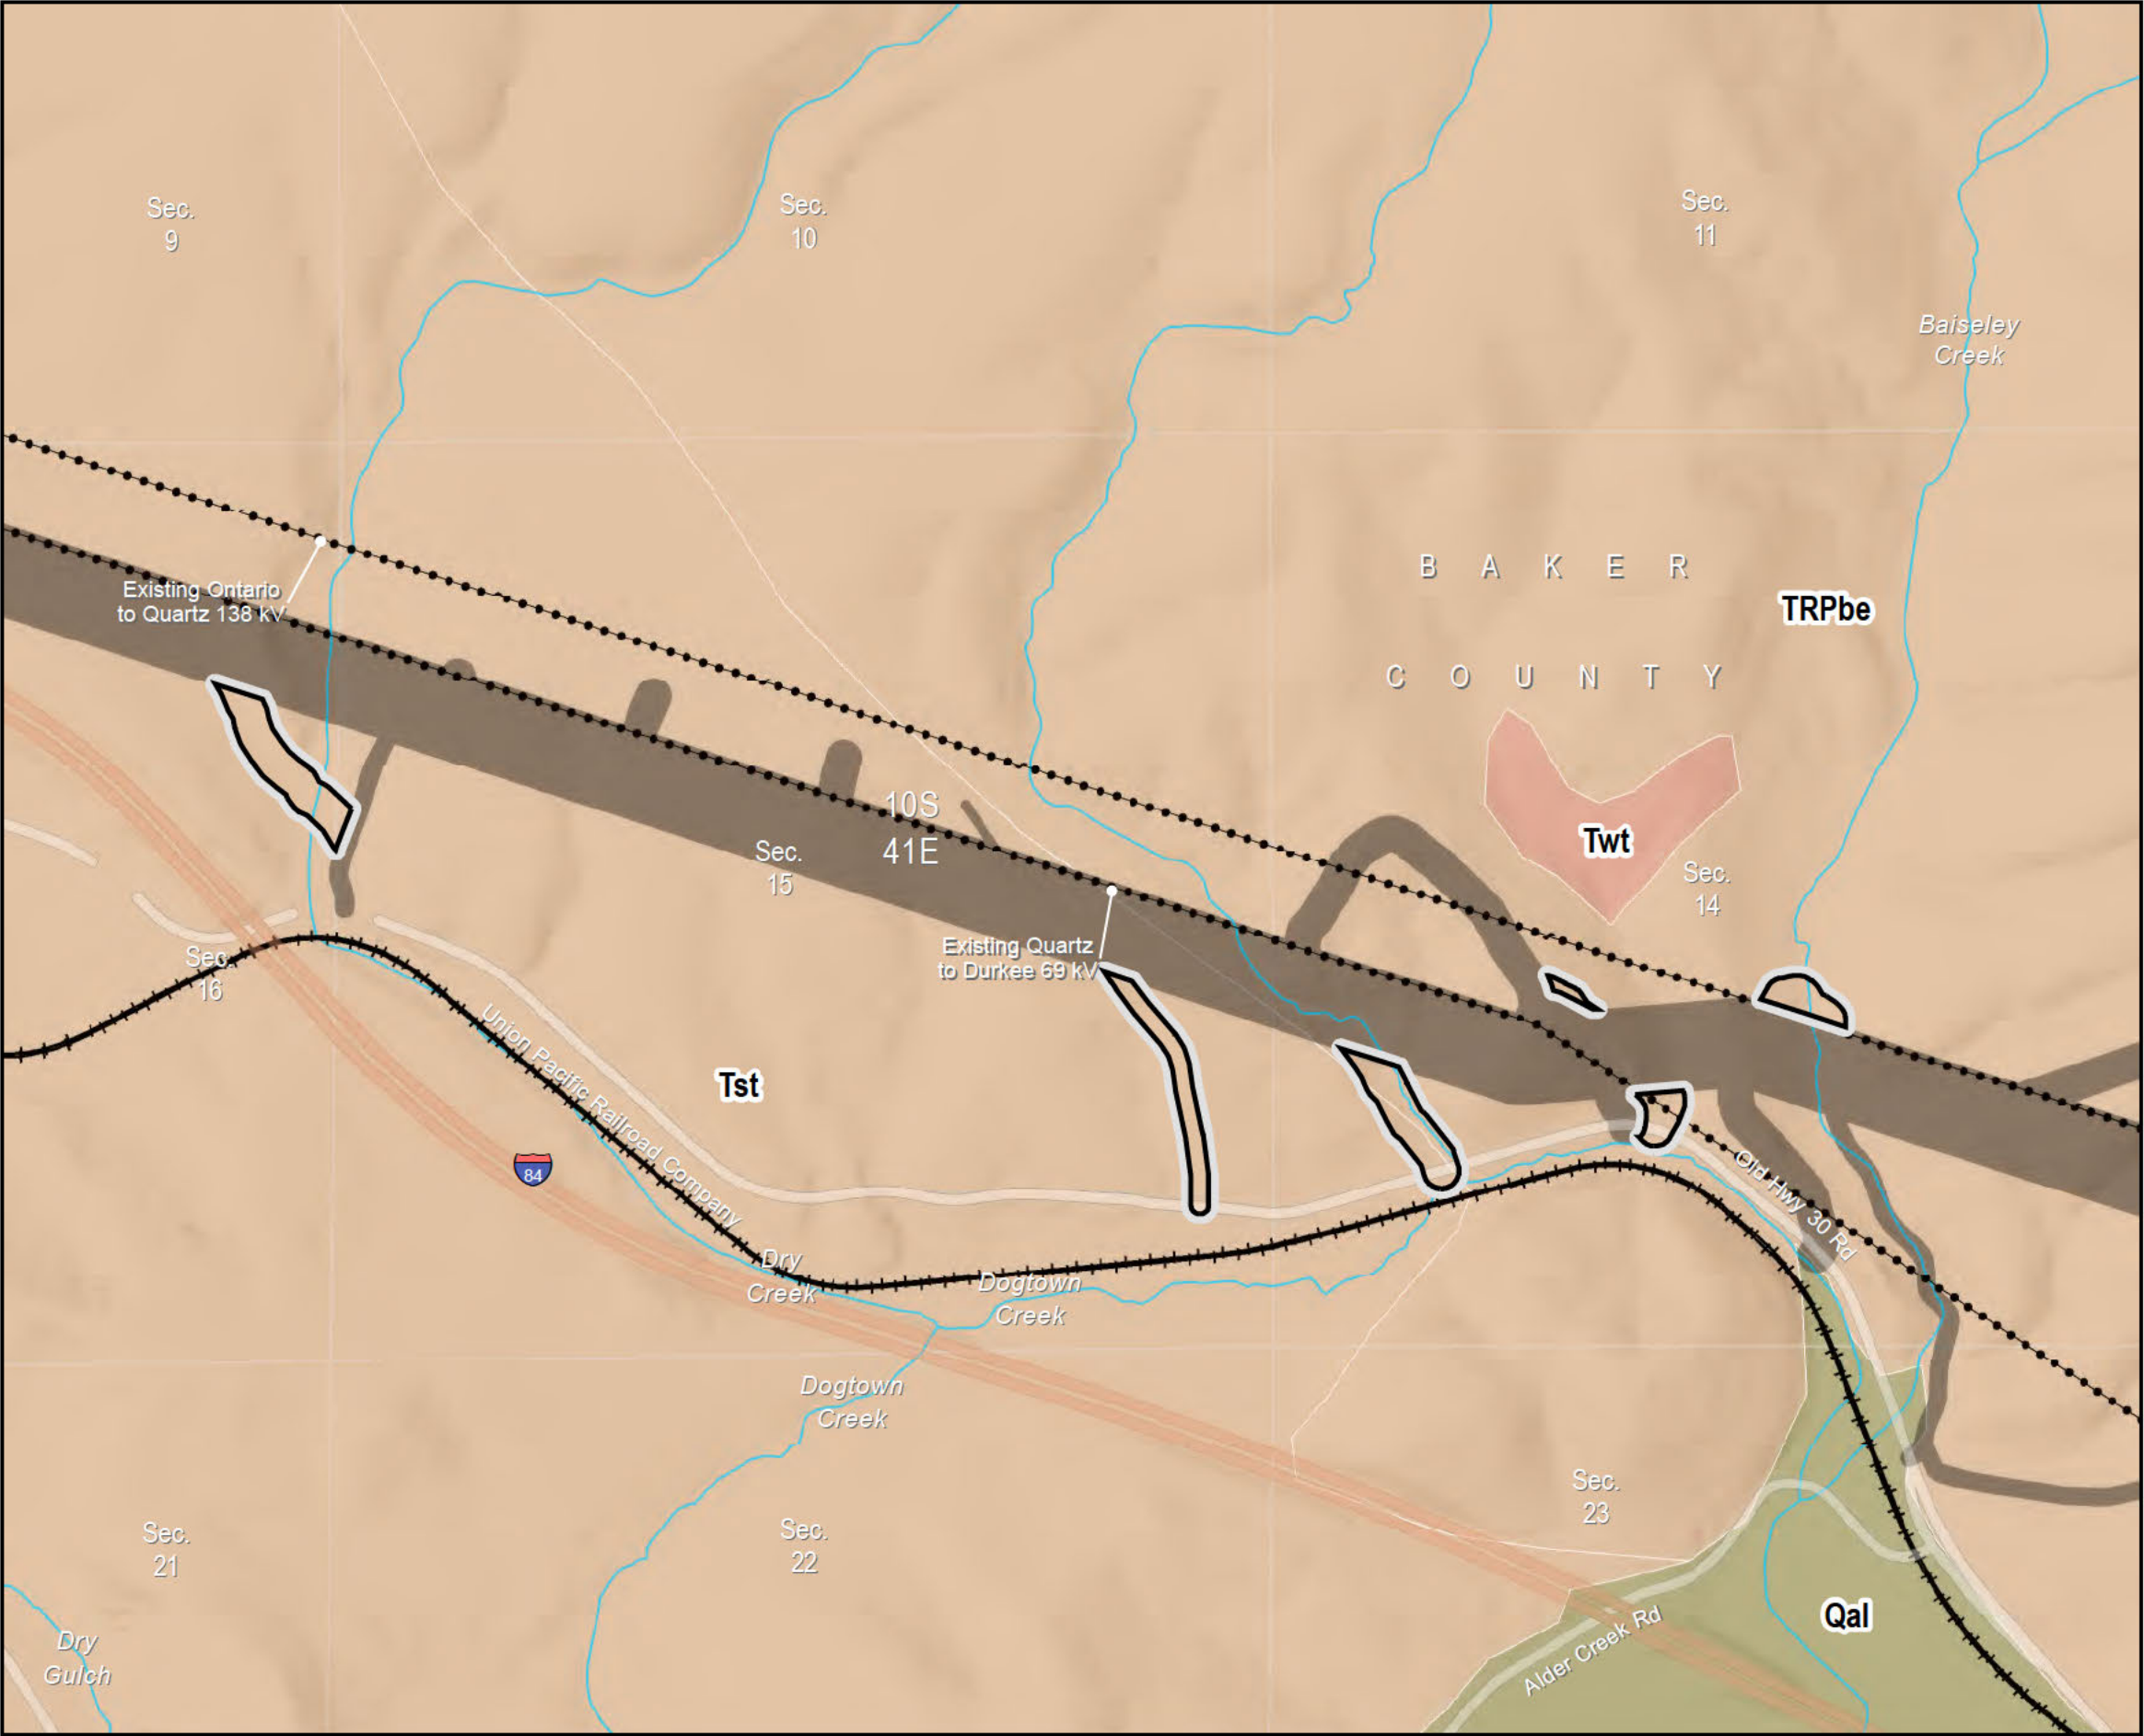 Sec.
9
Sec.
10
Sec.
11
Baiseley
Creek
BAKER
COUNTY
TRPbe
Existing Ontario
to Quartz 138 kV
10S
41E
Sec.
15
Twt
Sec.
14
Existing Quartz
to Durkee 69 kV
Sec.
16
Union Pacific Railroad Company
Tst
84
Old Hwy 30 Rd
Dry
Creek
Dogtown
Creek
Dogtown
Creek
Sec.
23
Sec.
21
Sec.
22
Qal
Alder Creek Rd
Dry
Gulch